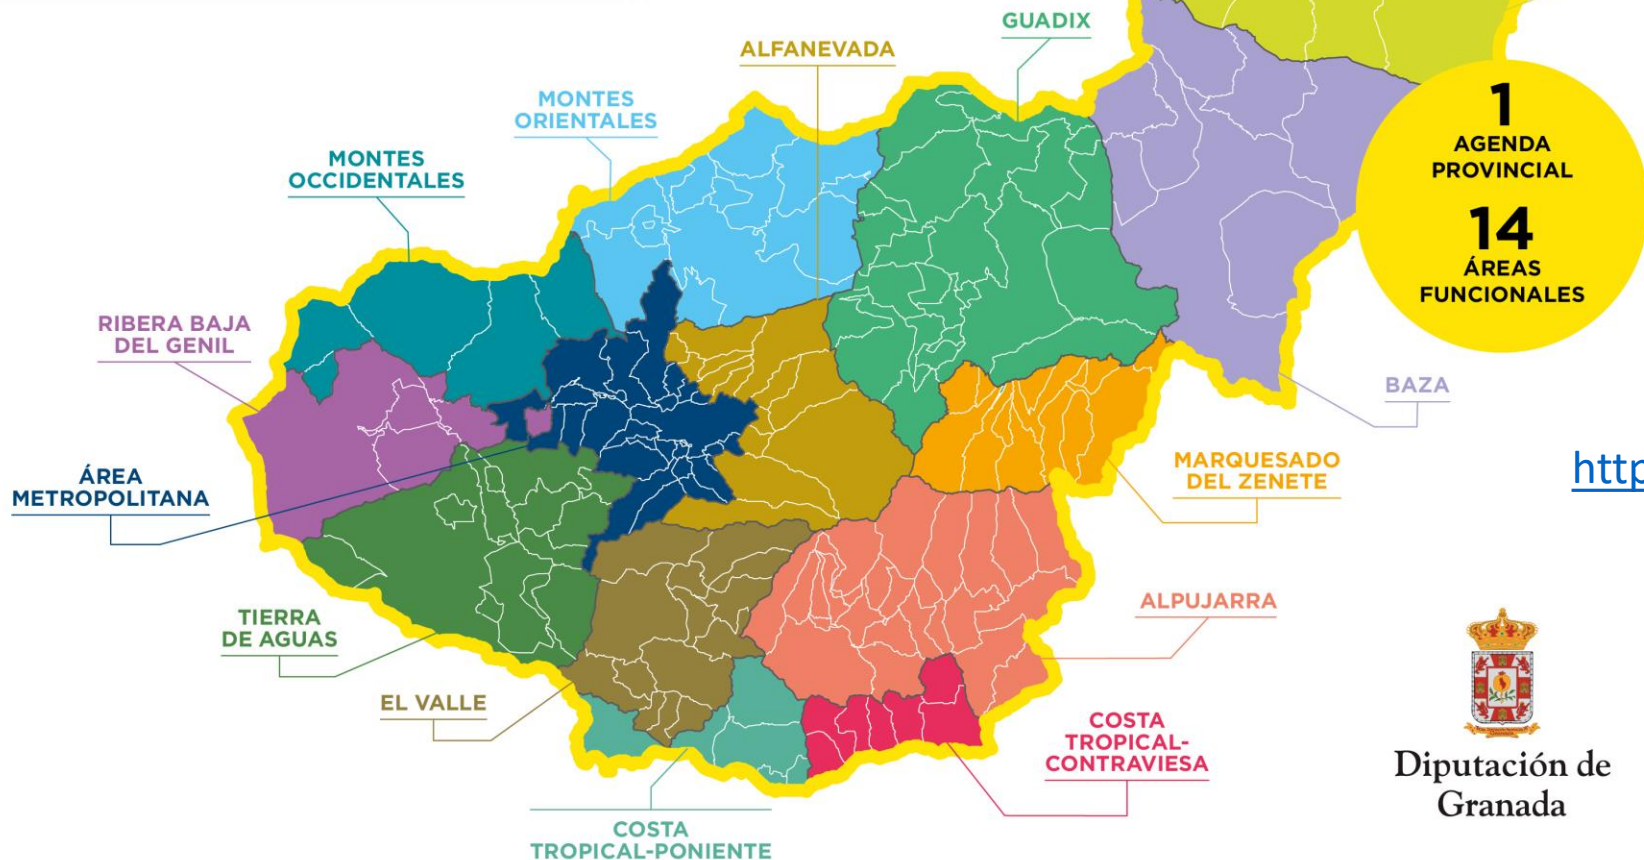 GUADIX
ALFANEVADA
MONTES
ORIENTALES
MONTES
OCCIDENTALES
RIBERA BAJA
DEL GENIL
ÁREA
METROPOLITANA
TIERRA
DE AGUAS
EL VALLE
COSTA
TROPICAL-PONIENTE
COSTA
TROPICAL-
CONTRAVIESA
ALPUJARRA
MARQUESADO
DEL ZENETE
BAZA
1
AGENDA
PROVINCIAL
14
ÁREAS
FUNCIONALES
http
Diputación de
Granada